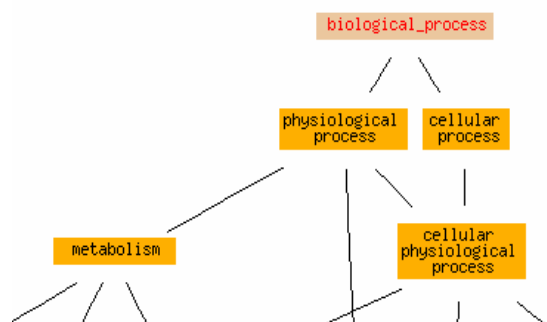 biological_process
physiological
process
cellular
process
metabolism
cellular
physiological
process